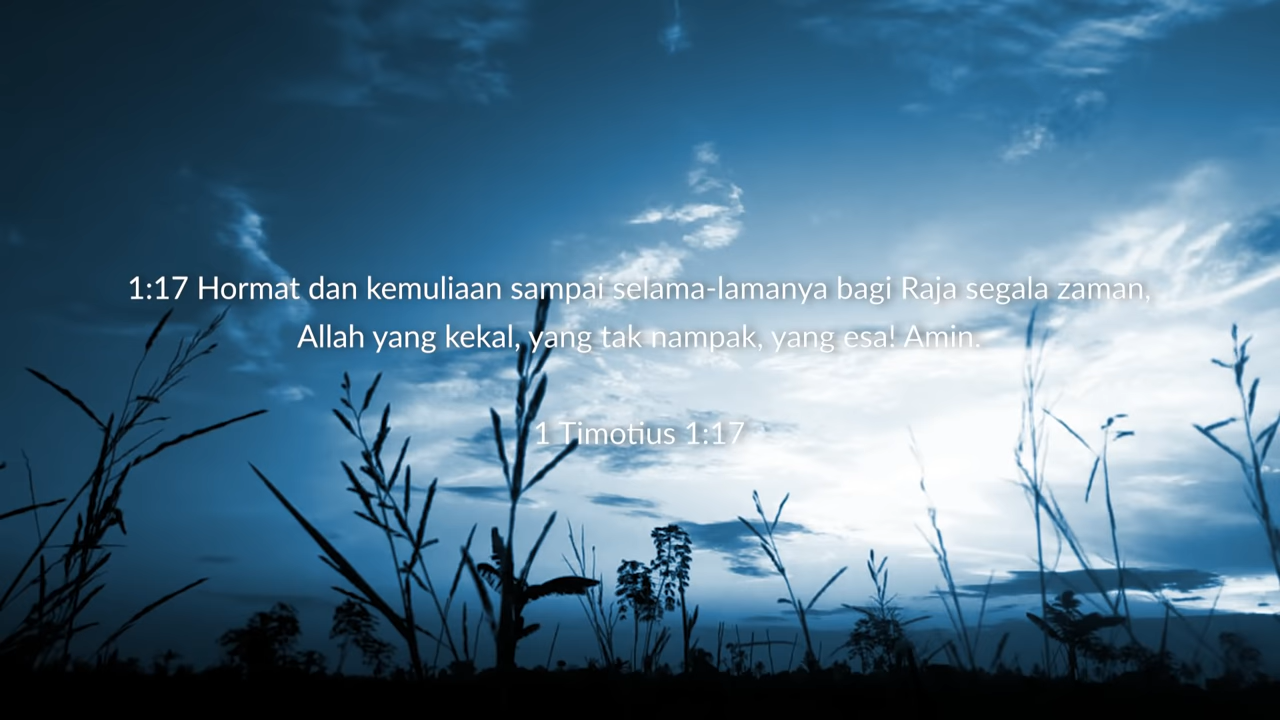 1:17 Hormat dan kemuliaan sampai selama-lamanya bagi Raja segala zaman,
Allah yang kekal, yang tak nampak, yang esa! Amin.
1 Timotius 1:17